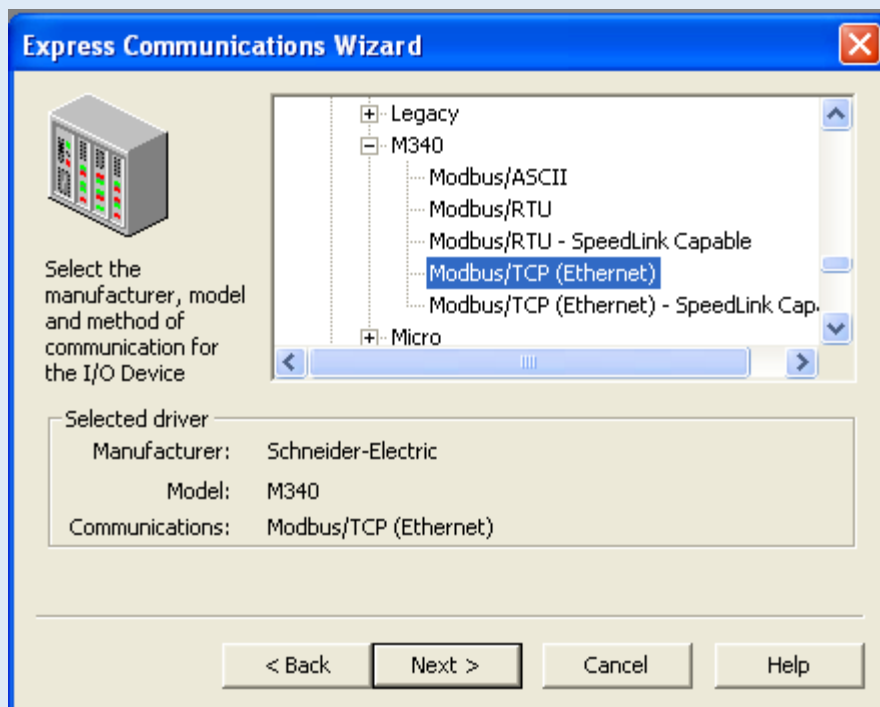 Express Communications Wizard
Legacy
M340
Modbus/ASCII
Modbus/RTU
Modbus/RTU - SpeedLink Capable
Modbus/TCP (Ethernet)
Modbus/TCP (Ethernet) - SpeedLink Cap
Micro
Select the
manufacturer, model
and method of
communication for
the I/O Device
Selected driver
Manufacturer: Schneider-Electric
Model: M340
Communications: Modbus/TCP (Ethernet)
< Back Next > Cancel Help